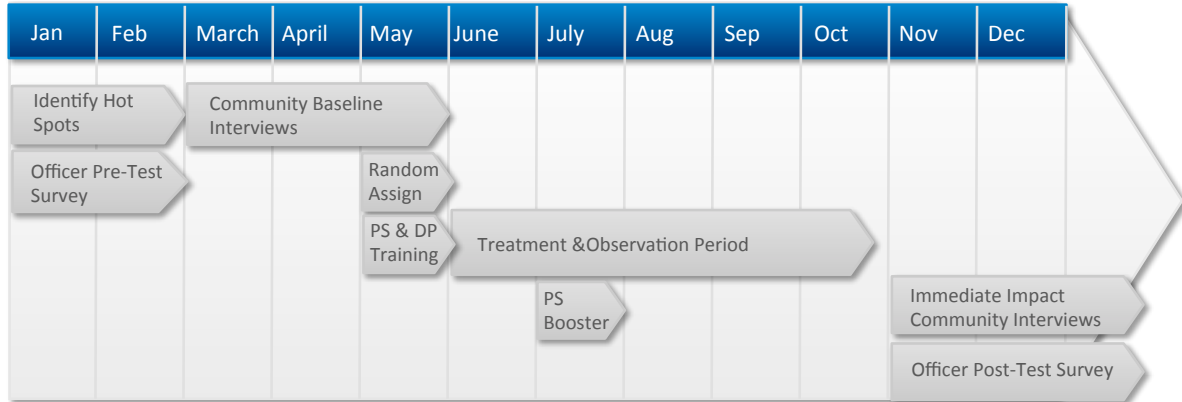 Jan Feb March April May June July Aug Sep Oct Nov Dec
Identify Hot
Spots
Community Baseline
Interviews
Officer Pre-Test
Survey
Random
Assign
PS & DP
Training
Treatment &Observation Period
PS
Booster
Immediate Impact
Community Interviews
Officer Post-Test Survey